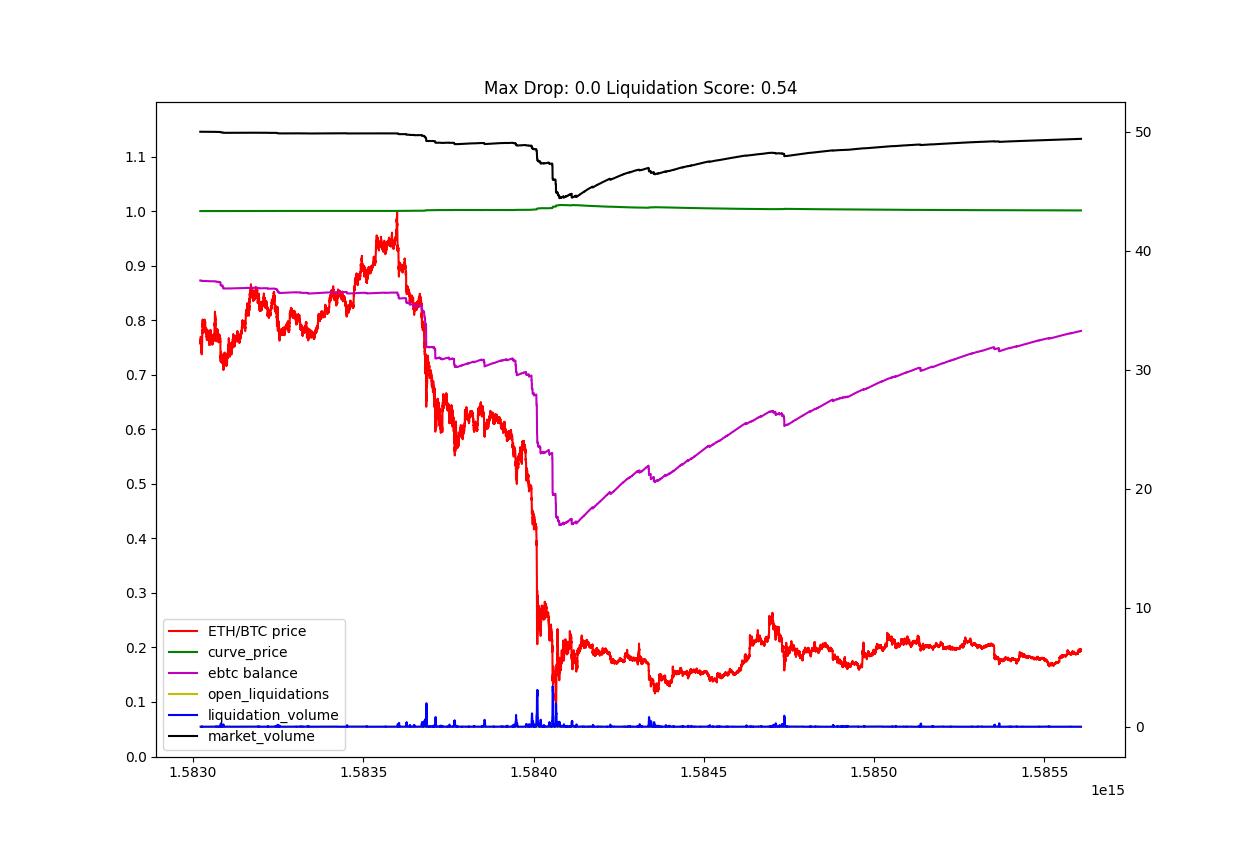 Max Drop: 0.0 Liquidation Score: 0.54
1.1
1.0
0.9
0.8
0.7
0.6
0.5
0.4
0.3
0.2
0.1
0.0
50
40
30
20
10
0
ETH/BTC price
curve_price
ebtc balance
open_liquidations
liquidation_volume
market_volume
1.5830 1.5835 1.5840 1.5845 1.5850 1.5855
1e15